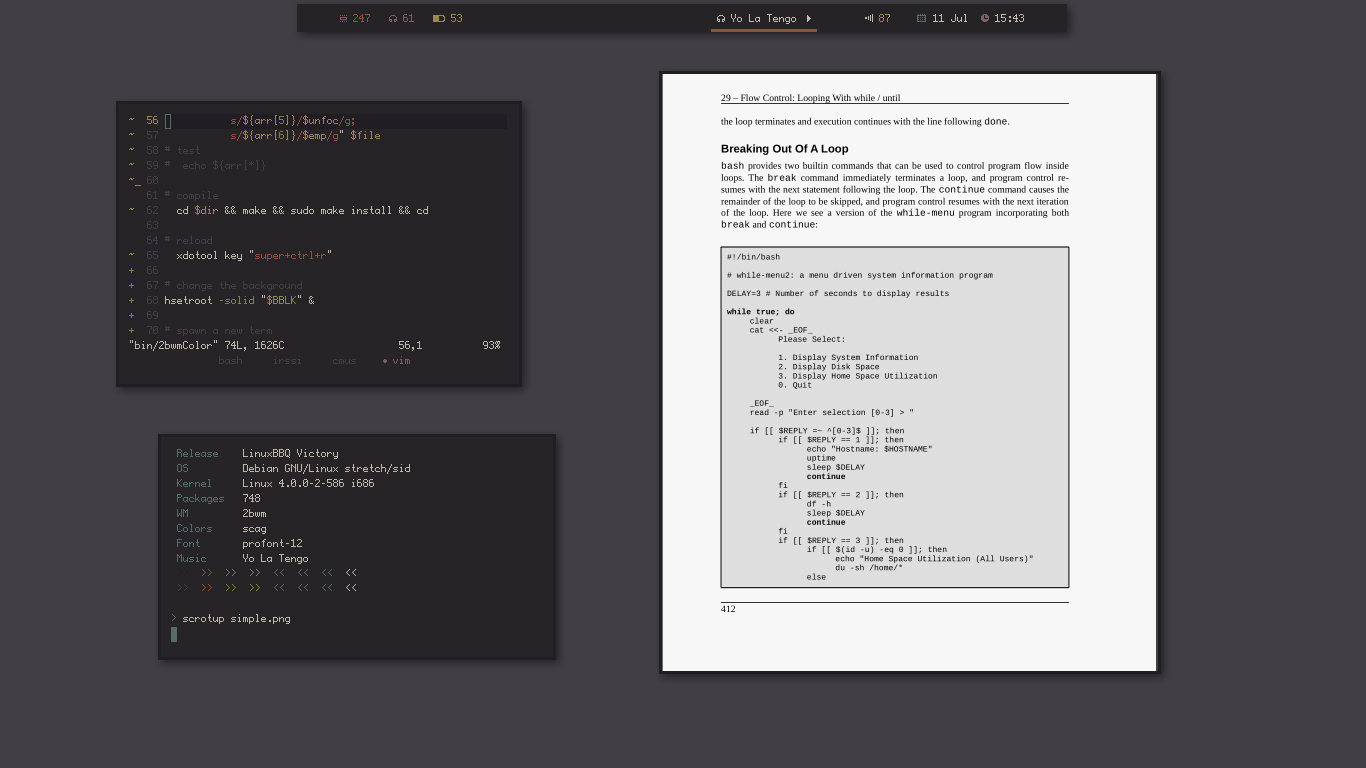 247 61 53 Yo La Tengo 87 11 Jul 15:43
~ 56 s/${arr[5]}/$unfoc/g;
~ 57 s/${arr[6]}/$emp/g" $file
~ 58 # test
~ 59 # echo ${arr[*]}
~_ 60
61 # compile
~ 62 cd $dir && make && sudo make install && cd
63
64 # reload
~ 65 xdotool key "super+ctrl+r"
+ 66
+ 67 # change the background
+ 68 hsetroot -solid "$BBLK" &
+ 69
+ 70 # spawn a new term
"bin/2bwmColor" 74L, 1626C 56,1 93%
bash irssi cmus vim
Release LinuxBBQ Victory
OS Debian GNU/Linux stretch/sid
Kernel Linux 4.0.0-2-586 i686
Packages 748
WM 2bwm
Colors scag
Font profont-12
Music Yo La Tengo
>> >> >> << << << <<
>> >> >> >> << << << <<
> scrotup simple.png
29 – Flow Control: Looping With while / until
the loop terminates and execution continues with the line following done.
Breaking Out Of A Loop
bash provides two builtin commands that can be used to control program flow inside
loops. The break command immediately terminates a loop, and program control re-
sumes with the next statement following the loop. The continue command causes the
remainder of the loop to be skipped, and program control resumes with the next iteration
of the loop. Here we see a version of the while-menu program incorporating both
break and continue:
#!/bin/bash
# while-menu2: a menu driven system information program
DELAY=3 # Number of seconds to display results
while true; do
clear
cat <<- _EOF_
Please Select:
1. Display System Information
2. Display Disk Space
3. Display Home Space Utilization
0. Quit
_EOF_
read -p "Enter selection [0-3] > "
if [[ $REPLY =~ ^[0-3]$ ]]; then
if [[ $REPLY == 1 ]]; then
echo "Hostname: $HOSTNAME"
uptime
sleep $DELAY
continue
fi
if [[ $REPLY == 2 ]]; then
df -h
sleep $DELAY
continue
fi
if [[ $REPLY == 3 ]]; then
if [[ $(id -u) -eq 0 ]]; then
echo "Home Space Utilization (All Users)"
du -sh /home/*
else
412